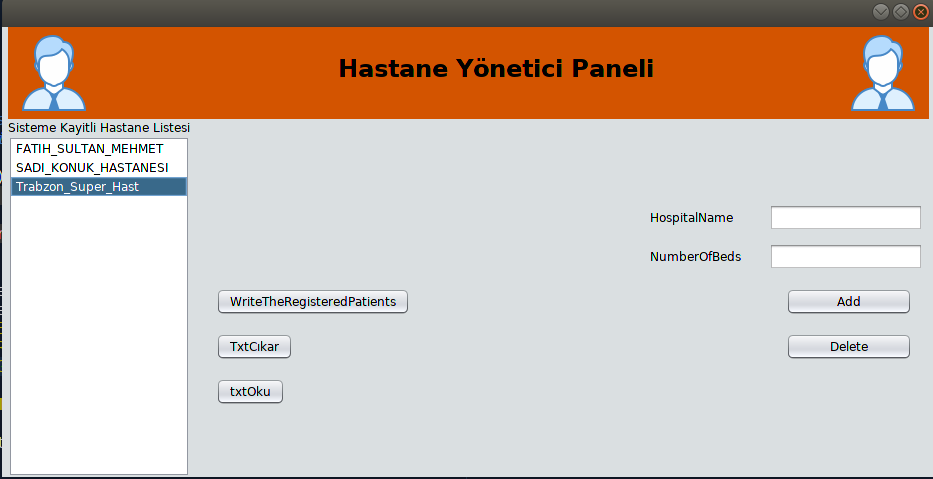 Hastane Yönetici Paneli
Sisteme Kayitli Hastane Listesi
FATIH_SULTAN_MEHMET
SADI_KONUK_HASTANESI
Trabzon_Super_Hast
HospitalName
NumberOfBeds
WriteTheRegisteredPatients
Add
TxtCıkar
Delete
txtOku